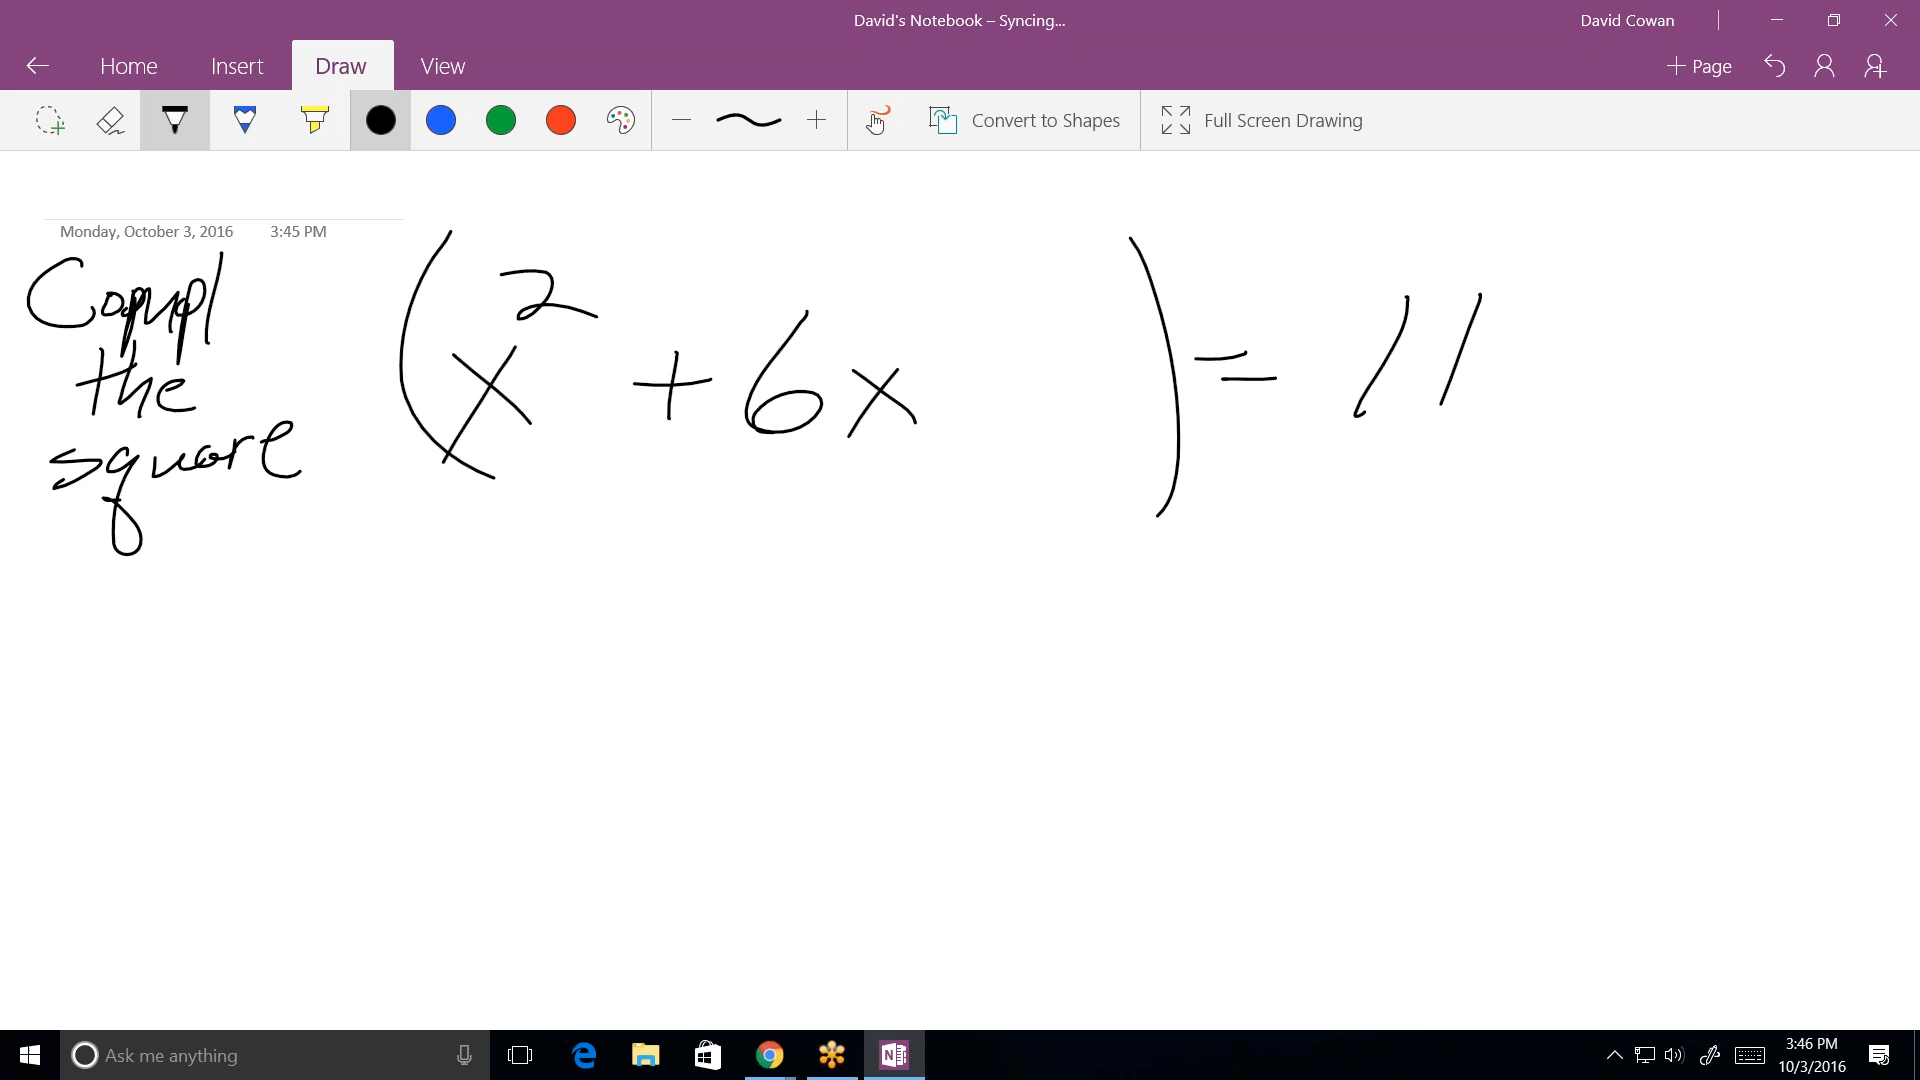 David's Notebook – Syncing...
David Cowan
Home Insert Draw View
Page
Convert to Shapes
Full Screen Drawing
Monday, October 3, 2016 3:45 PM
Compl
the
square
(x² + 6x ) = 11
Ask me anything
3:46 PM
10/3/2016